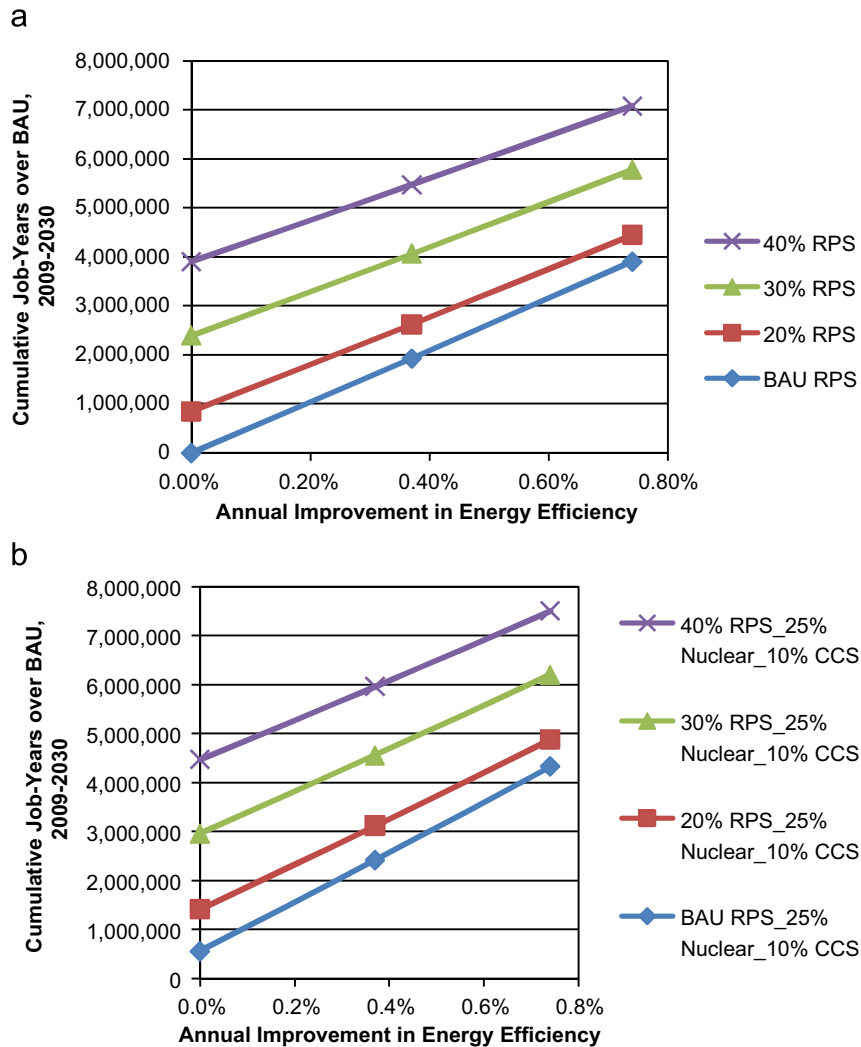 a
Cumulative Job-Years over BAU,
2009-2030
8,000,000
7,000,000
6,000,000
5,000,000
4,000,000
3,000,000
2,000,000
1,000,000
0
0.00%
0.20%
0.40%
0.60%
0.80%
Annual Improvement in Energy Efficiency
40% RPS
30% RPS
20% RPS
BAU RPS
b
Cumulative Job-Years over BAU,
2009-2030
8,000,000
7,000,000
6,000,000
5,000,000
4,000,000
3,000,000
2,000,000
1,000,000
0
0.0%
0.2%
0.4%
0.6%
0.8%
Annual Improvement in Energy Efficiency
40% RPS_25%
Nuclear_10% CCS
30% RPS_25%
Nuclear_10% CCS
20% RPS_25%
Nuclear_10% CCS
BAU RPS_25%
Nuclear_10% CCS